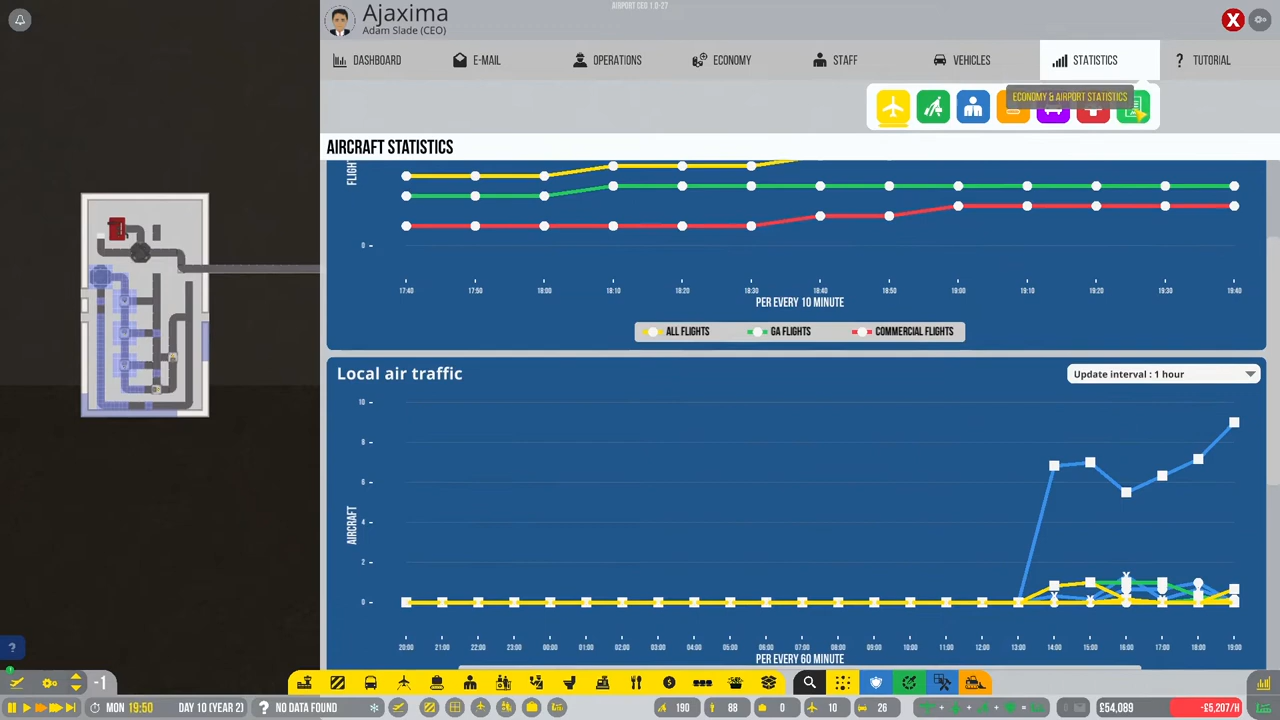 AIRPORT CEO 1.0-27
Ajaxima
Adam Slade (CEO)
X
DASHBOARD
E-MAIL
OPERATIONS
ECONOMY
STAFF
VEHICLES
STATISTICS
? TUTORIAL
ECONOMY & AIRPORT STATISTICS
AIRCRAFT STATISTICS
FLIGHT
0
17:40 17:50 18:00 18:10 18:20 18:30 18:40 18:50 19:00 19:10 19:20 19:30 19:40
PER EVERY 10 MINUTE
ALL FLIGHTS
GA FLIGHTS
COMMERCIAL FLIGHTS
Local air traffic
Update interval : 1 hour
10
8
6
4
2
0
AIRCRAFT
20:00 21:00 22:00 23:00 00:00 01:00 02:00 03:00 04:00 05:00 06:00 07:00 08:00 09:00 10:00 11:00 12:00 13:00 14:00 15:00 16:00 17:00 18:00 19:00
PER EVERY 60 MINUTE
?
-1
MON 19:50
DAY 10 (YEAR 2)
? NO DATA FOUND
190
88
0
10
26
£54,089
-£5,207/H